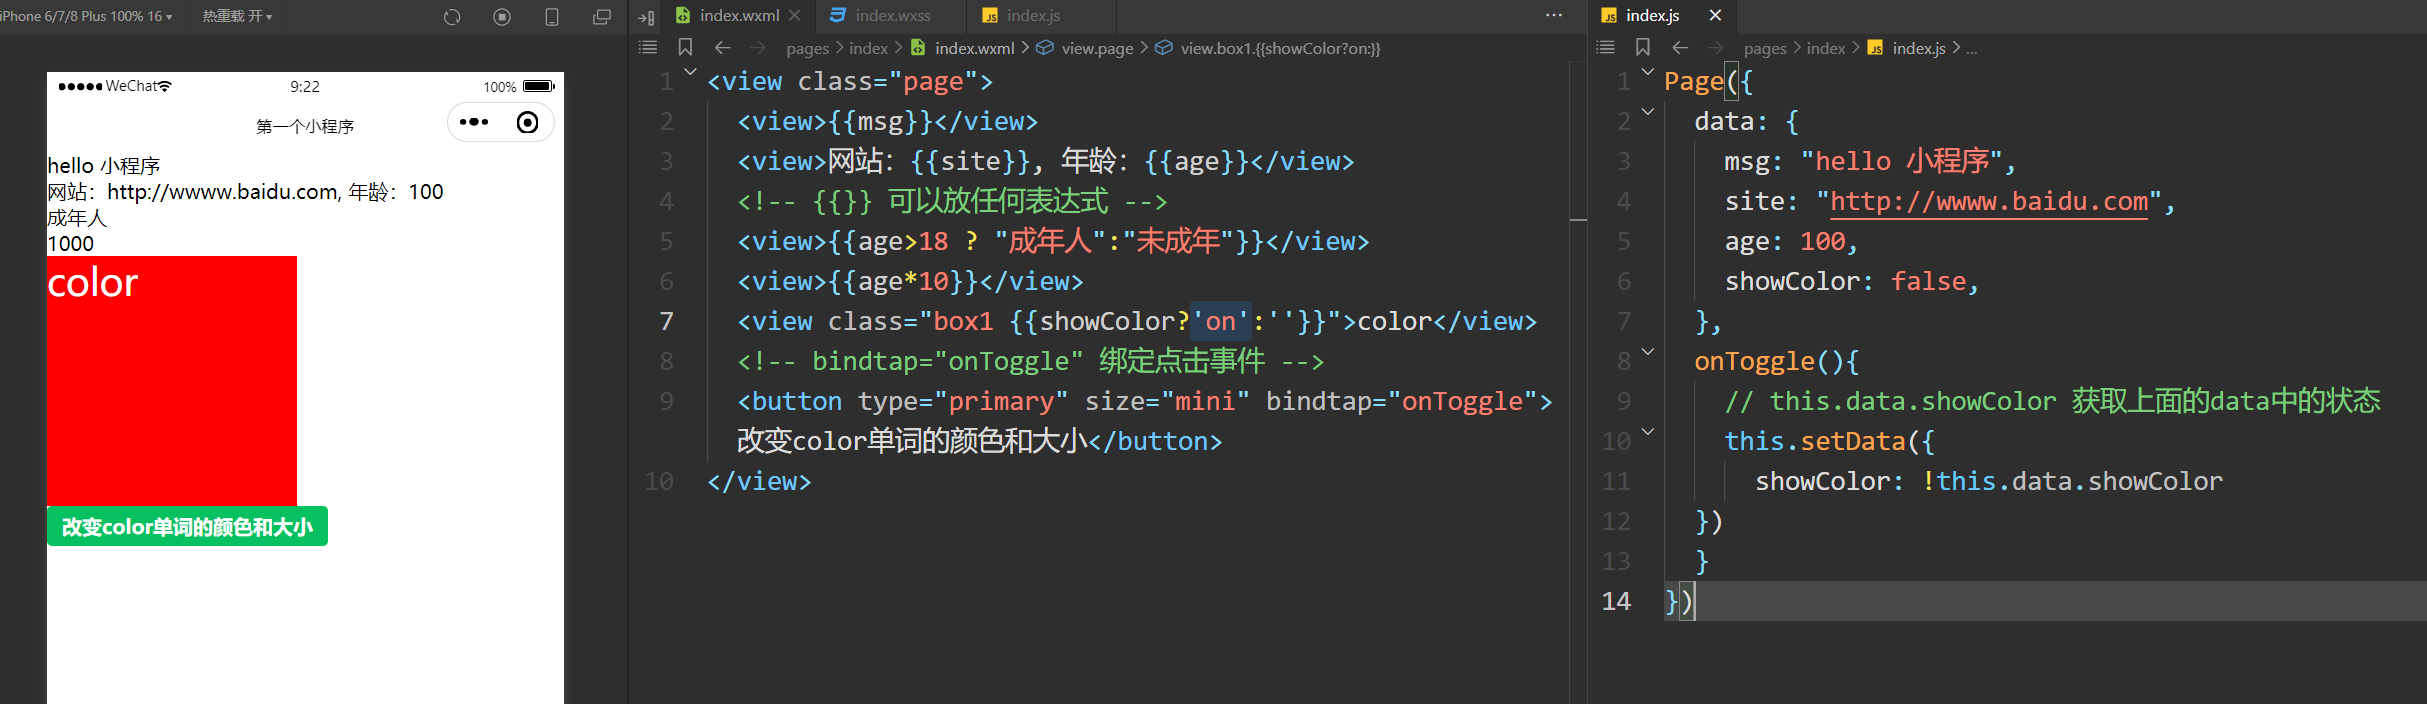 iPhone 6/7/8 Plus 100% 16 ▾ 热重载 开 ▾
WeChat 9:22 100%
第一个小程序
hello 小程序
网站：http://wwww.baidu.com, 年龄：100
成年人
1000
color
改变color单词的颜色和大小
index.wxml index.wxss index.js ...
pages > index > index.wxml > view.page > view.box1.{{showColor?on:}}
1 <view class="page">
2 <view>{{msg}}</view>
3 <view>网站：{{site}}, 年龄：{{age}}</view>
4 <!-- {{}} 可以放任何表达式 -->
5 <view>{{age>18 ? "成年人":"未成年"}}</view>
6 <view>{{age*10}}</view>
7 <view class="box1 {{showColor?'on':''}}">color</view>
8 <!-- bindtap="onToggle" 绑定点击事件 -->
9 <button type="primary" size="mini" bindtap="onToggle">
改变color单词的颜色和大小</button>
10 </view>
index.js
pages > index > index.js > ...
1 Page({
2 data: {
3 msg: "hello 小程序",
4 site: "http://wwww.baidu.com",
5 age: 100,
6 showColor: false,
7 },
8 onToggle(){
9 // this.data.showColor 获取上面的data中的状态
10 this.setData({
11 showColor: !this.data.showColor
12 })
13 }
14 })